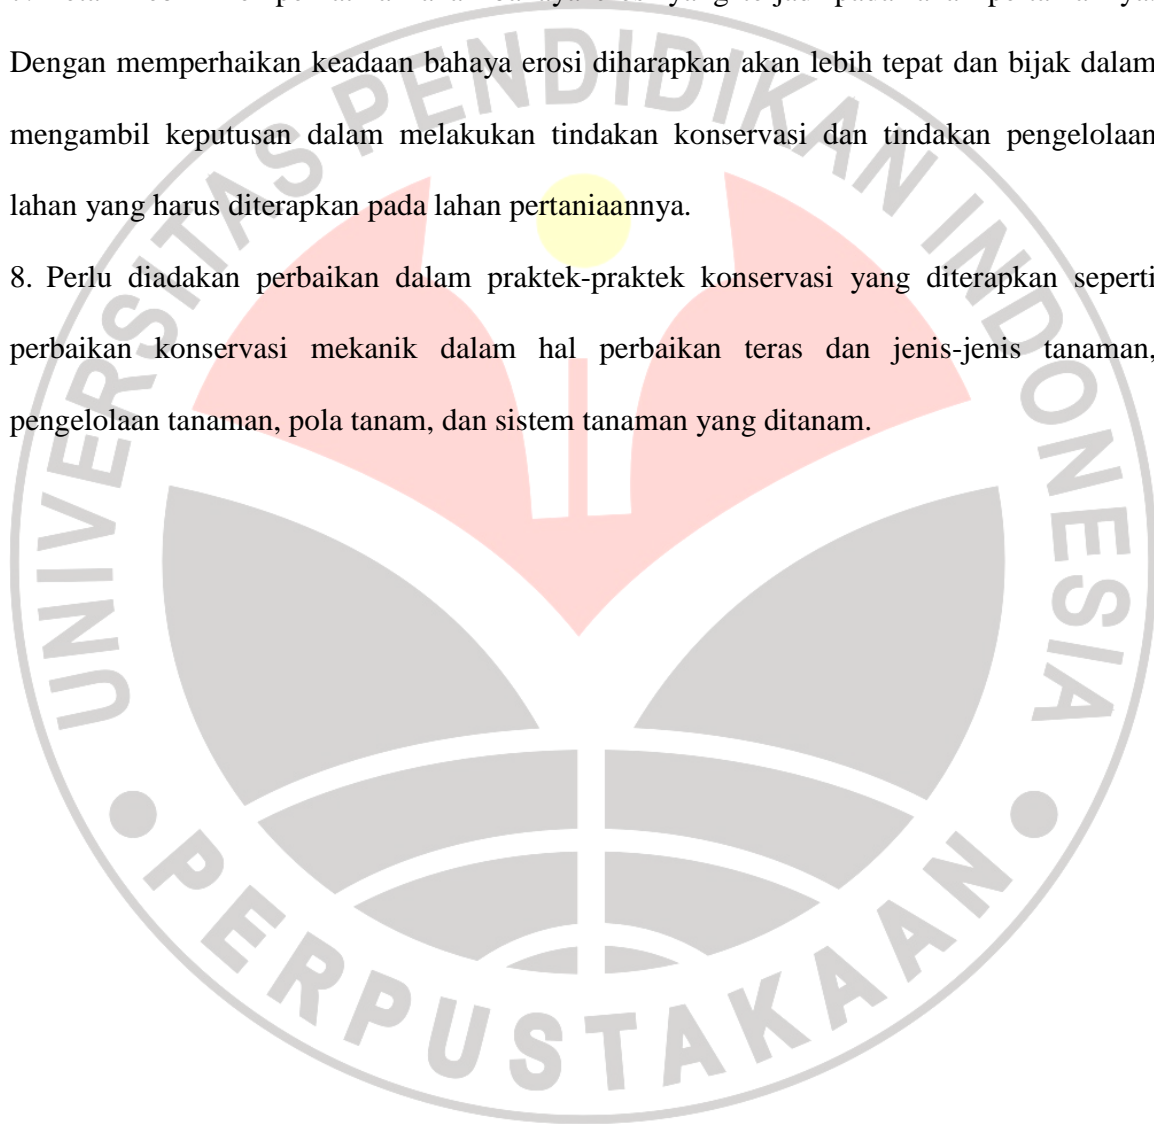 Dengan memperhaikan keadaan bahaya erosi diharapkan akan lebih tepat dan bijak dalam
mengambil keputusan dalam melakukan tindakan konservasi dan tindakan pengelolaan
lahan yang harus diterapkan pada lahan pertaniaannya.
8. Perlu diadakan perbaikan dalam praktek-praktek konservasi yang diterapkan seperti
perbaikan konservasi mekanik dalam hal perbaikan teras dan jenis-jenis tanaman,
pengelolaan tanaman, pola tanam, dan sistem tanaman yang ditanam.
UNIVERSITAS PENDIDIKAN INDONESIA
PERPUSTAKAAN